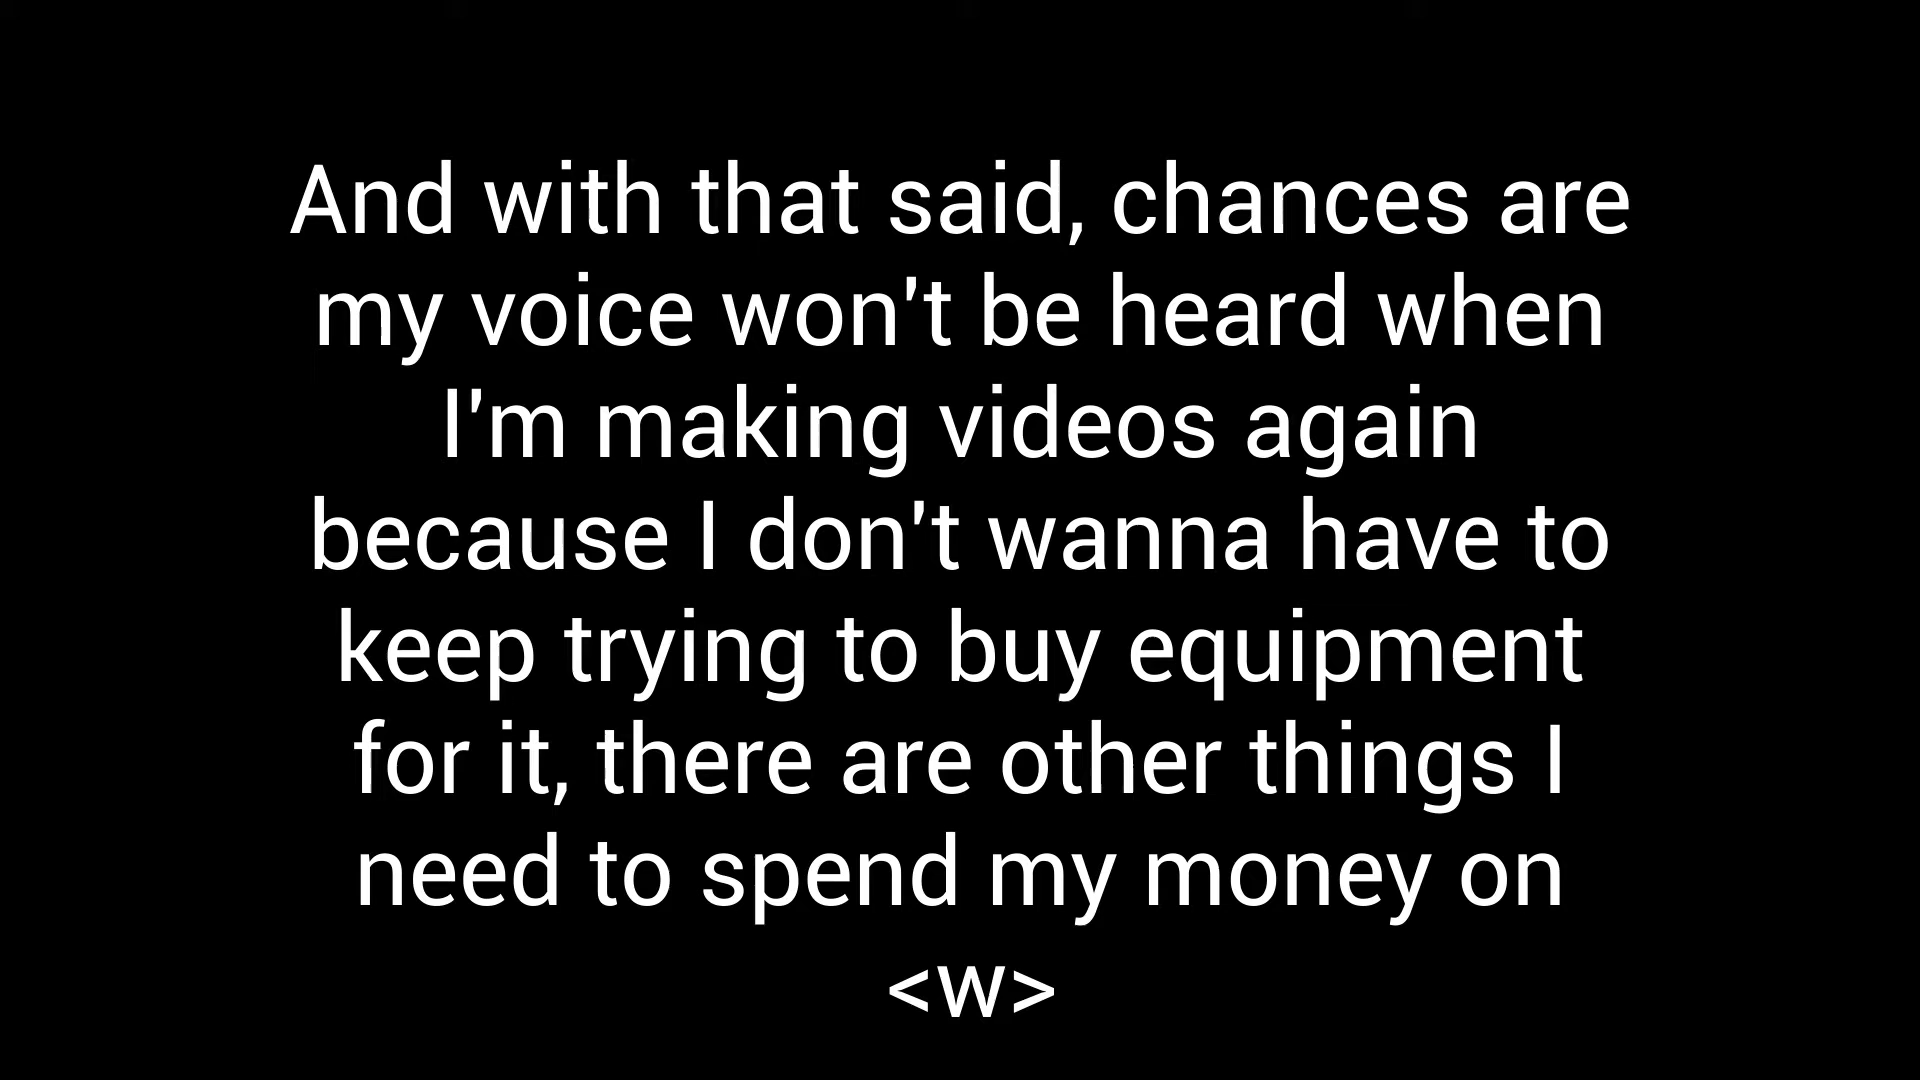 And with that said, chances are
my voice won't be heard when
I'm making videos again
because I don't wanna have to
keep trying to buy equipment
for it, there are other things I
need to spend my money on
<w>